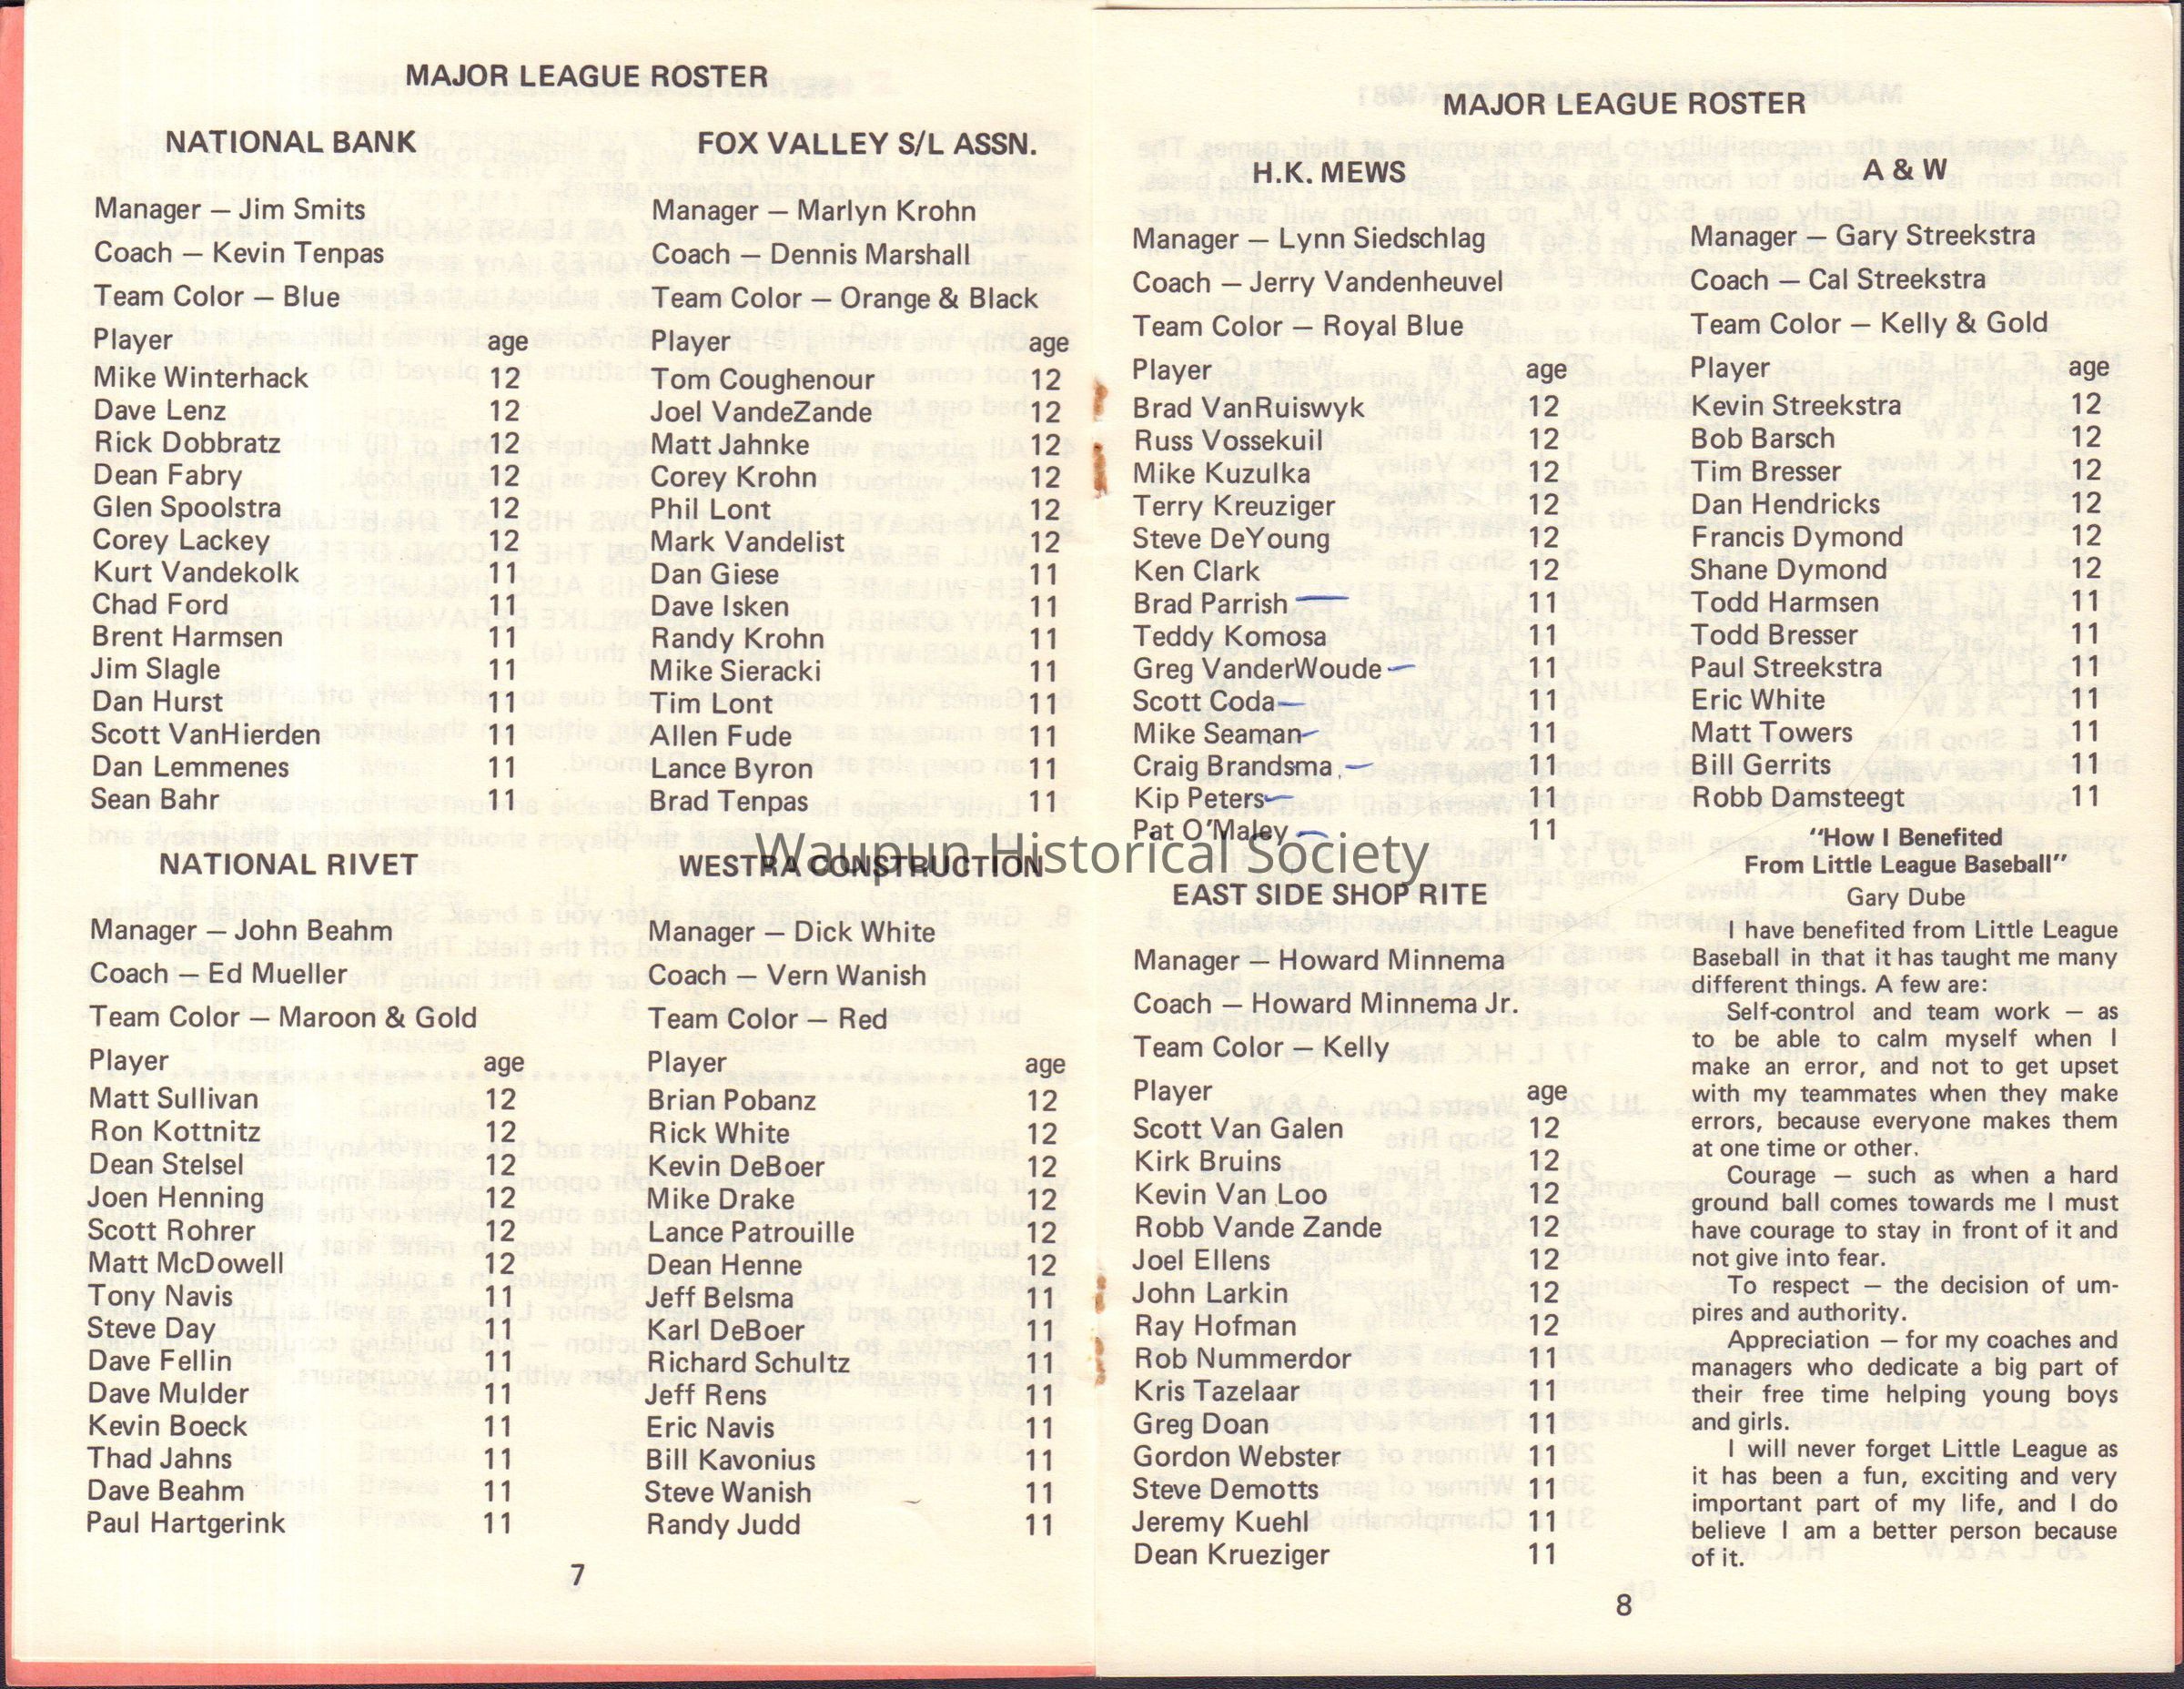 MAJOR LEAGUE ROSTER
NATIONAL BANK
Manager — Jim Smits
Coach — Kevin Tenpas
Team Color — Blue
Player age
Mike Winterhack 12
Dave Lenz 12
Rick Dobbratz 12
Dean Fabry 12
Glen Spoolstra 12
Corey Lackey 12
Kurt Vandekolk 11
Chad Ford 11
Brent Harmsen 11
Jim Slagle 11
Dan Hurst 11
Scott VanHierden 11
Dan Lemmenes 11
Sean Bahr 11
FOX VALLEY S/L ASSN.
Manager — Marlyn Krohn
Coach — Dennis Marshall
Team Color — Orange & Black
Player age
Tom Coughenour 12
Joel VandeZande 12
Matt Jahnke 12
Corey Krohn 12
Phil Lont 12
Mark Vandelist 12
Dan Giese 11
Dave Isken 11
Randy Krohn 11
Mike Sieracki 11
Tim Lont 11
Allen Fude 11
Lance Byron 11
Brad Tenpas 11
NATIONAL RIVET
Manager — John Beahm
Coach — Ed Mueller
Team Color — Maroon & Gold
Player age
Matt Sullivan 12
Ron Kottnitz 12
Dean Stelsel 12
Joen Henning 12
Scott Rohrer 12
Matt McDowell 12
Tony Navis 11
Steve Day 11
Dave Fellin 11
Dave Mulder 11
Kevin Boeck 11
Thad Jahns 11
Dave Beahm 11
Paul Hartgerink 11
WESTRA CONSTRUCTION
Manager — Dick White
Coach — Vern Wanish
Team Color — Red
Player age
Brian Pobanz 12
Rick White 12
Kevin DeBoer 12
Mike Drake 12
Lance Patrouille 12
Dean Henne 12
Jeff Belsma 11
Karl DeBoer 11
Richard Schultz 11
Jeff Rens 11
Eric Navis 11
Bill Kavonius 11
Steve Wanish 11
Randy Judd 11
7
MAJOR LEAGUE ROSTER
H.K. MEWS
Manager — Lynn Siedschlag
Coach — Jerry Vandenheuvel
Team Color — Royal Blue
Player age
Brad VanRuiswyk 12
Russ Vossekuil 12
Mike Kuzulka 12
Terry Kreuziger 12
Steve DeYoung 12
Ken Clark 12
Brad Parrish 11
Teddy Komosa 11
Greg VanderWoude 11
Scott Coda 11
Mike Seaman 11
Craig Brandsma 11
Kip Peters 11
Pat O'Maley 11
Waupun Historical Society
EAST SIDE SHOP RITE
Manager — Howard Minnema
Coach — Howard Minnema Jr.
Team Color — Kelly
Player age
Scott Van Galen 12
Kirk Bruins 12
Kevin Van Loo 12
Robb Vande Zande 12
Joel Ellens 12
John Larkin 12
Ray Hofman 12
Rob Nummerdor 11
Kris Tazelaar 11
Greg Doan 11
Gordon Webster 11
Steve Demotts 11
Jeremy Kuehl 11
Dean Krueziger 11
A & W
Manager — Gary Streekstra
Coach — Cal Streekstra
Team Color — Kelly & Gold
Player age
Kevin Streekstra 12
Bob Barsch 12
Tim Bresser 12
Dan Hendricks 12
Francis Dymond 12
Shane Dymond 12
Todd Harmsen 11
Todd Bresser 11
Paul Streekstra 11
Eric White 11
Matt Towers 11
Bill Gerrits 11
Robb Damsteegt 11
"How I Benefited
From Little League Baseball"
Gary Dube
I have benefited from Little League
Baseball in that it has taught me many
different things. A few are:
Self-control and team work — as
to be able to calm myself when I
make an error, and not to get upset
with my teammates when they make
errors, because everyone makes them
at one time or other.
Courage — such as when a hard
ground ball comes towards me I must
have courage to stay in front of it and
not give into fear.
To respect — the decision of um-
pires and authority.
Appreciation — for my coaches and
managers who dedicate a big part of
their free time helping young boys
and girls.
I will never forget Little League as
it has been a fun, exciting and very
important part of my life, and I do
believe I am a better person because
of it.
8